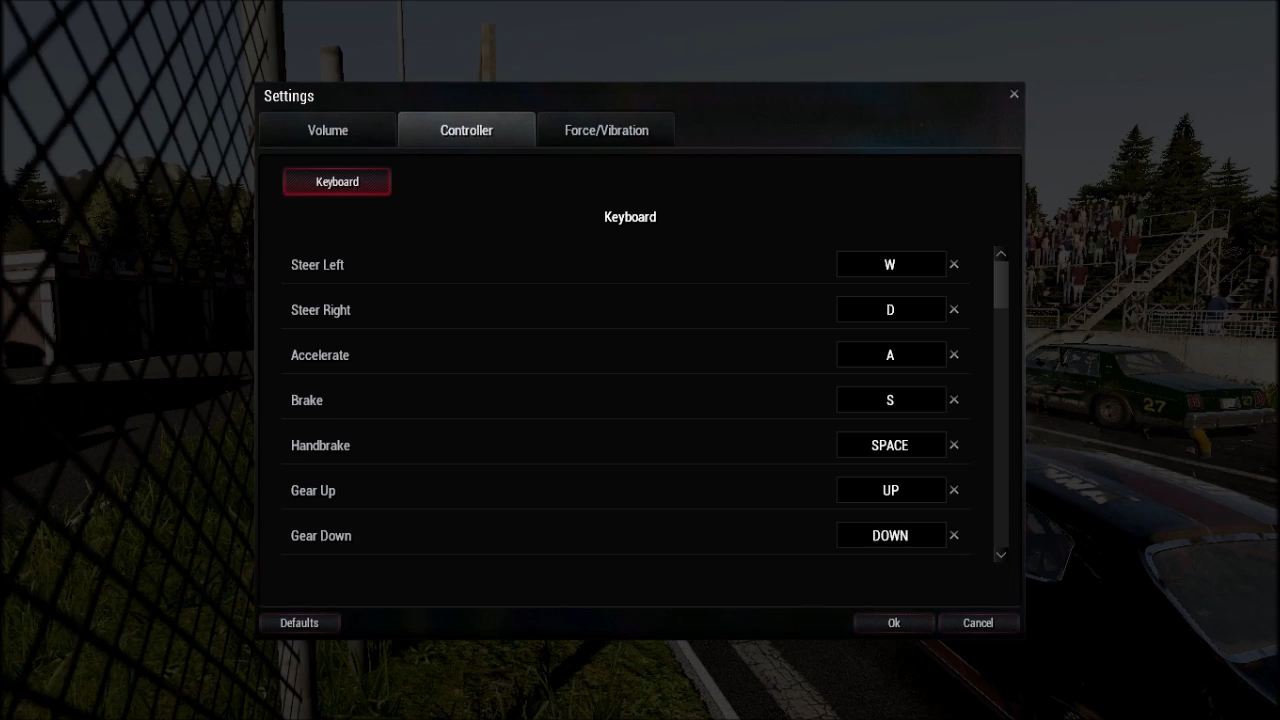 Settings
Volume Controller Force/Vibration
Keyboard
Keyboard
Steer Left W
Steer Right D
Accelerate A
Brake S
Handbrake SPACE
Gear Up UP
Gear Down DOWN
27
Defaults Ok Cancel